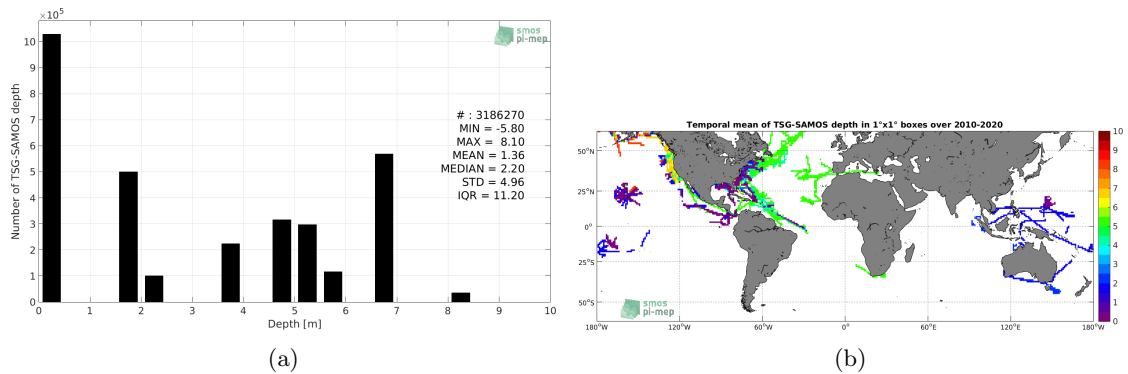 ×10⁵
smos
pi-mep
10
9
8
7
6
5
4
3
2
1
0
Number of TSG-SAMOS depth
# : 3186270
MIN = -5.80
MAX = 8.10
MEAN = 1.36
MEDIAN = 2.20
STD = 4.96
IQR = 11.20
0 1 2 3 4 5 6 7 8 9 10
Depth [m]
(a)
Temporal mean of TSG-SAMOS depth in 1°x1° boxes over 2010-2020
50°N
25°N
0°
25°S
50°S
smos
pi-mep
180°W 120°W 60°W 0° 60°E 120°E 180°W
10
9
8
7
6
5
4
3
2
1
0
(b)